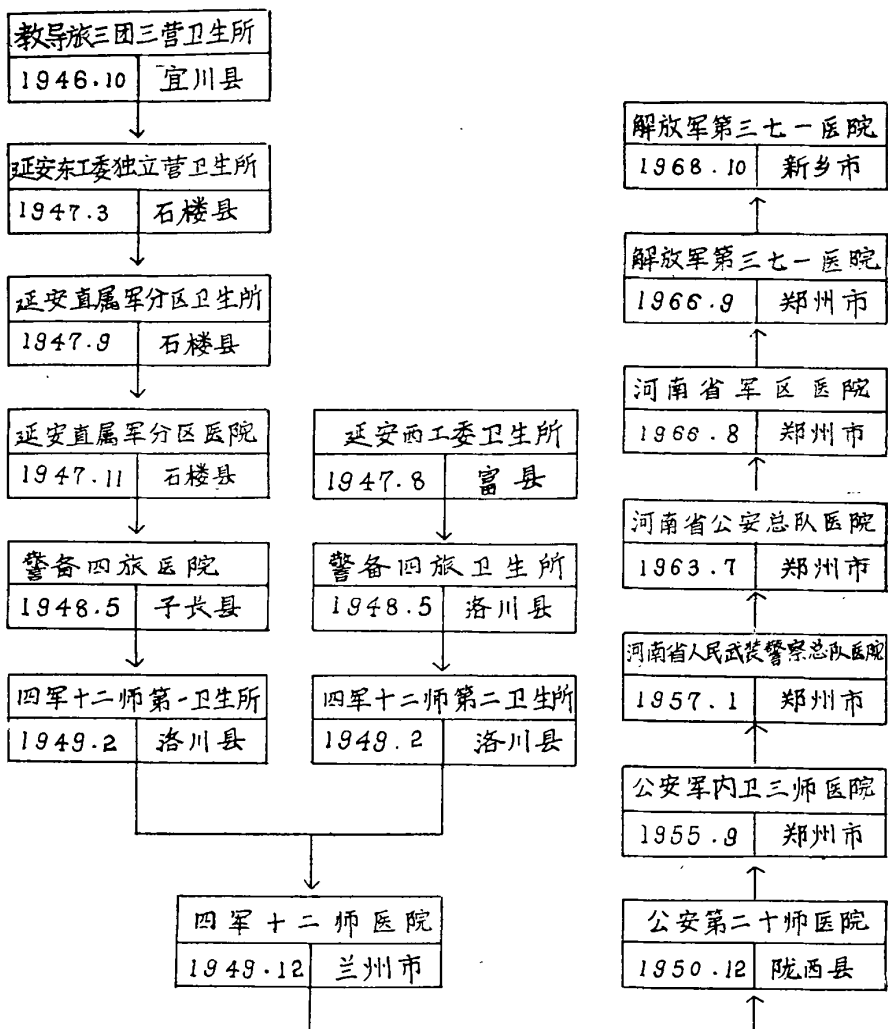 教导旅三团三营卫生所
1946.10 宜川县
延安东工委独立营卫生所
1947.3 石楼县
延安直属军分区卫生所
1947.9 石楼县
延安直属军分区医院
1947.11 石楼县
警备四旅医院
1948.5 子长县
四军十二师第一卫生所
1949.2 洛川县
延安西工委卫生所
1947.8 富县
警备四旅卫生所
1948.5 洛川县
四军十二师第二卫生所
1949.2 洛川县
四军十二师医院
1949.12 兰州市
解放军第三七一医院
1968.10 新乡市
解放军第三七一医院
1966.9 郑州市
河南省军区医院
1966.8 郑州市
河南省公安总队医院
1963.7 郑州市
河南省人民武装警察总队医院
1957.1 郑州市
公安军内卫三师医院
1955.9 郑州市
公安第二十师医院
1950.12 陇西县